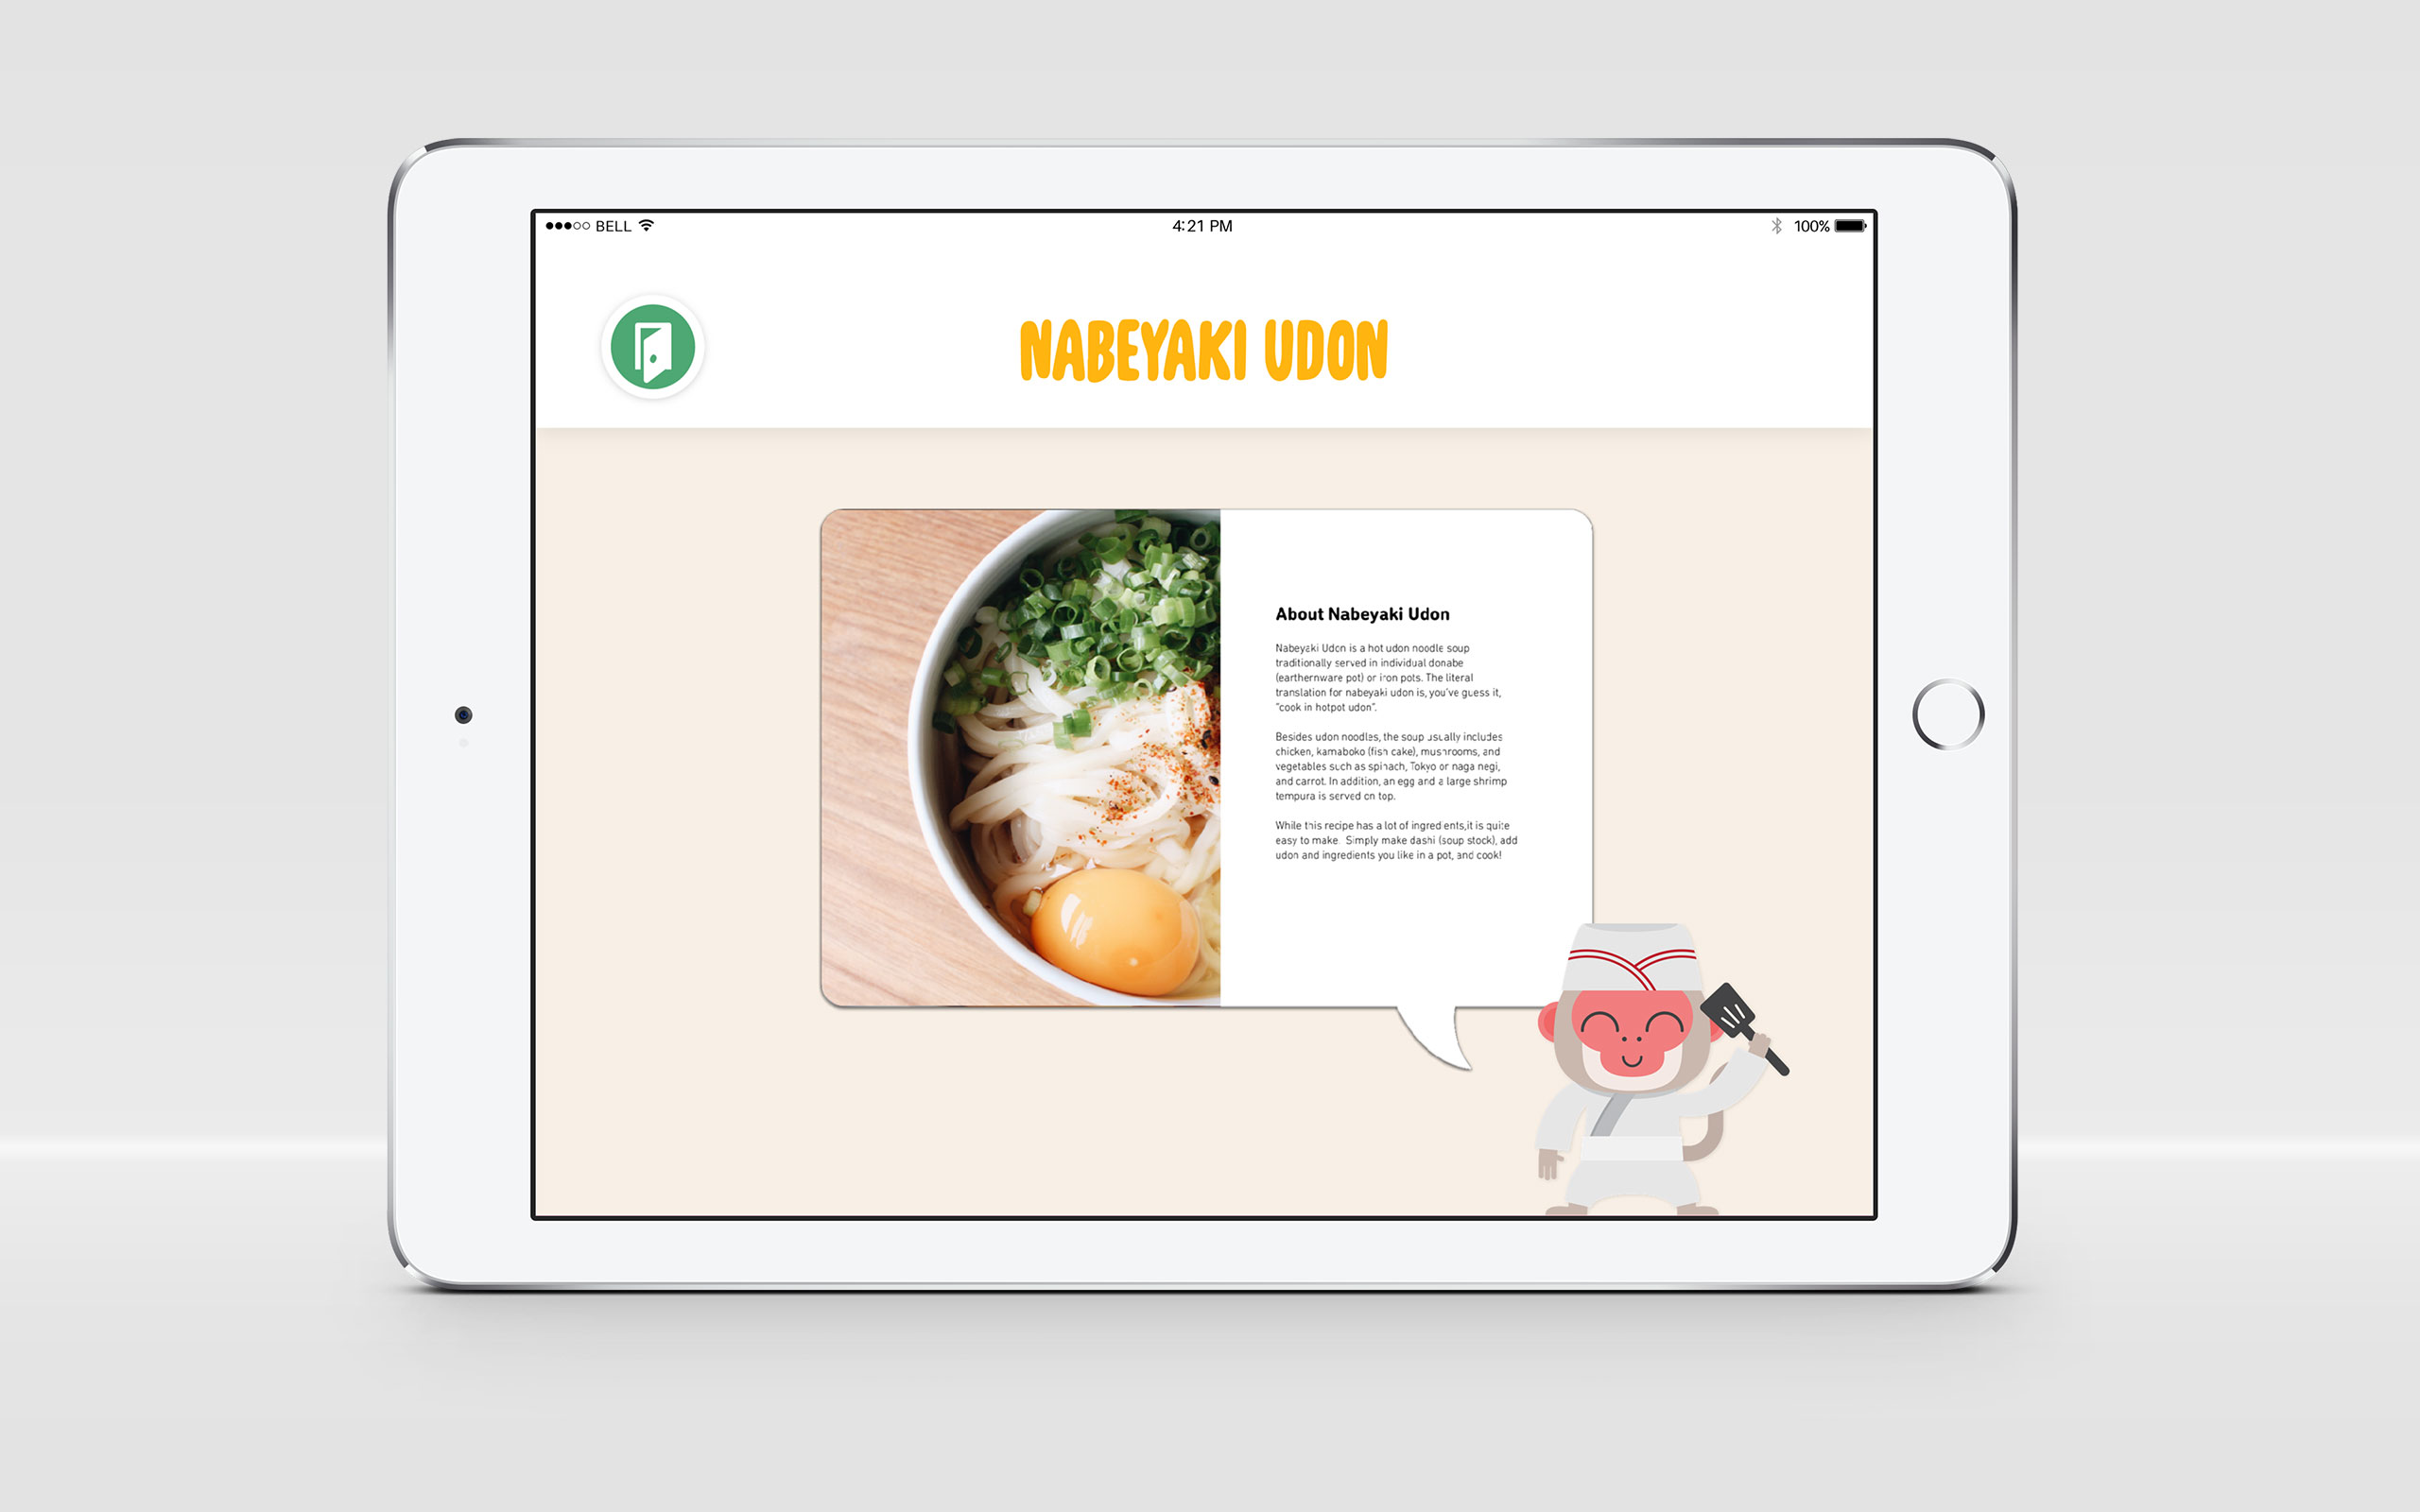 BELL
4:21 PM
100%
NABEYAKI UDON
About Nabeyaki Udon
Nabeyaki Udon is a hot udon noodle soup
traditionally served in individual donabe
(earthernware pot) or iron pots. The literal
translation for nabeyaki udon is, you've guess it,
"cook in hotpot udon".
Besides udon noodles, the soup usually includes
chicken, kamaboko (fish cake), mushrooms, and
vegetables such as spinach, Tokyo or naga negi,
and carrot. In addition, an egg and a large shrimp
tempura is served on top.
While this recipe has a lot of ingredients,it is quite
easy to make. Simply make dashi (soup stock), add
udon and ingredients you like in a pot, and cook!